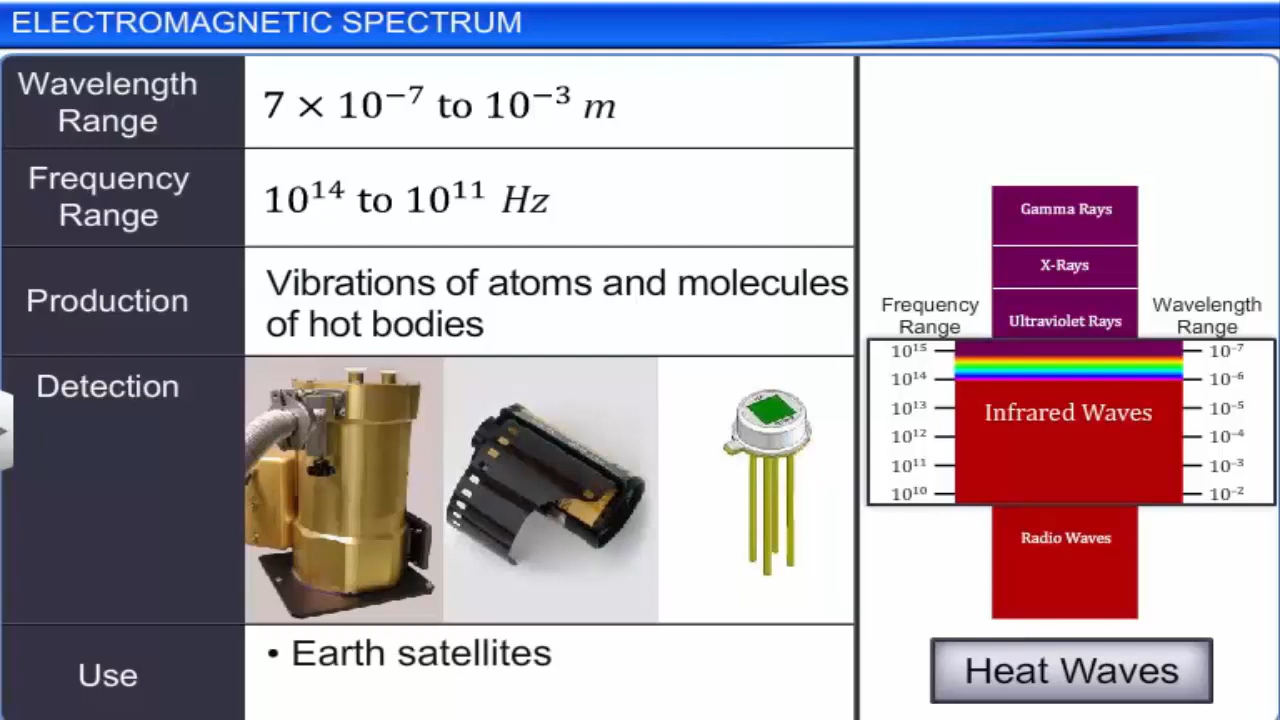 ELECTROMAGNETIC SPECTRUM
Wavelength
Range
7 × 10⁻⁷ to 10⁻³ m
Frequency
Range
10¹⁴ to 10¹¹ Hz
Production
Vibrations of atoms and molecules
of hot bodies
Detection
Use
• Earth satellites
Gamma Rays
X-Rays
Ultraviolet Rays
Frequency
Range
Wavelength
Range
10¹⁵ 10⁻⁷
10¹⁴ 10⁻⁶
10¹³ Infrared Waves 10⁻⁵
10¹² 10⁻⁴
10¹¹ 10⁻³
10¹⁰ 10⁻²
Radio Waves
Heat Waves